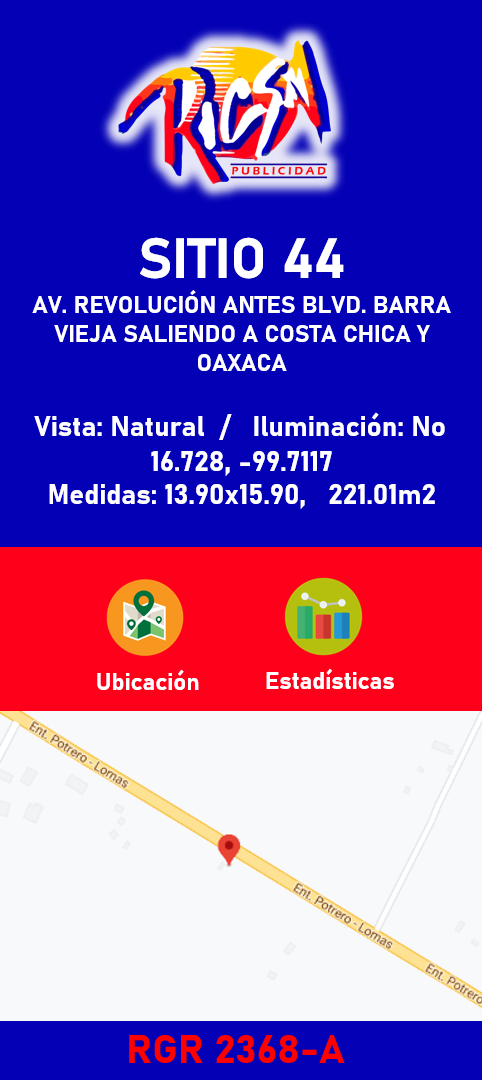 RICSA
PUBLICIDAD
SITIO 44
AV. REVOLUCIÓN ANTES BLVD. BARRA
VIEJA SALIENDO A COSTA CHICA Y
OAXACA
Vista: Natural / Iluminación: No
16.728, -99.7117
Medidas: 13.90x15.90, 221.01m2
Ubicación
Estadísticas
Ent. Potrero - Lomas
Ent. Potrero - Lomas
Ent. Potrero
RGR 2368-A